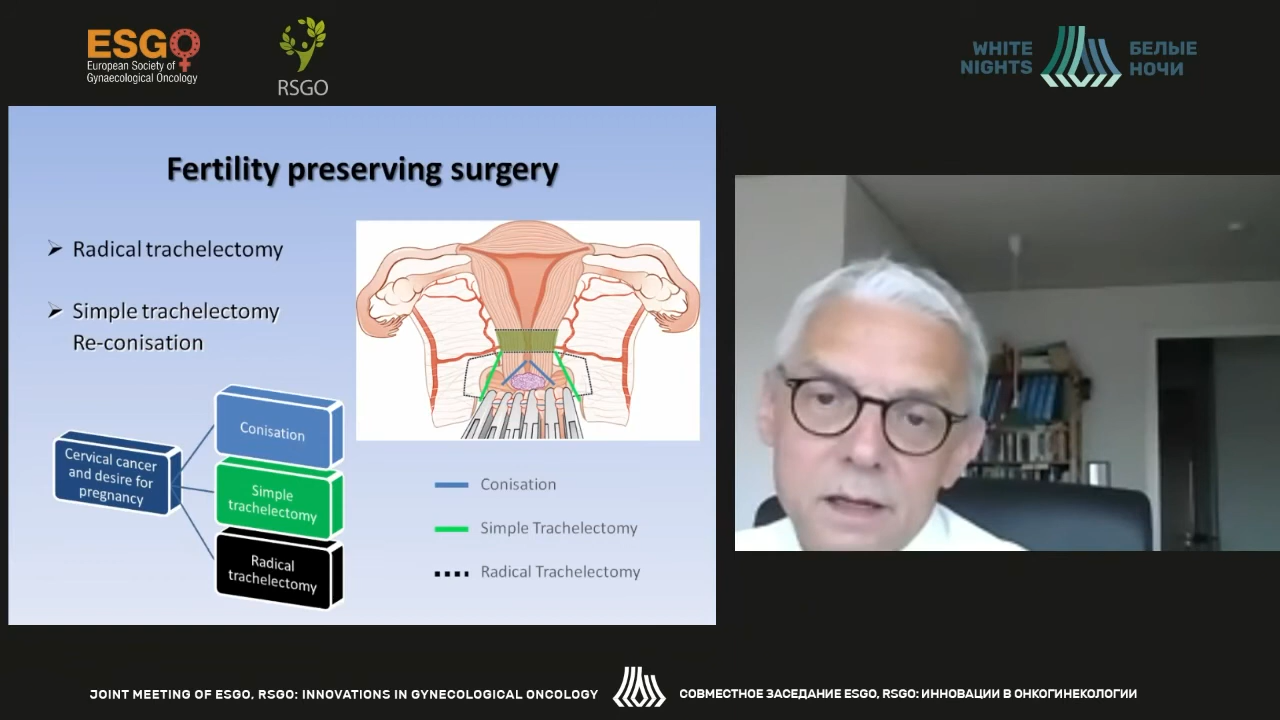 ESGO
European Society of
Gynaecological Oncology
RSGO
WHITE
NIGHTS
БЕЛЫЕ
НОЧИ
Fertility preserving surgery
Radical trachelectomy
Simple trachelectomy
Re-conisation
Cervical cancer
and desire for
pregnancy
Conisation
Simple
trachelectomy
Radical
trachelectomy
Conisation
Simple Trachelectomy
Radical Trachelectomy
JOINT MEETING OF ESGO, RSGO: INNOVATIONS IN GYNECOLOGICAL ONCOLOGY
СОВМЕСТНОЕ ЗАСЕДАНИЕ ESGO, RSGO: ИННОВАЦИИ В ОНКОГИНЕКОЛОГИИ